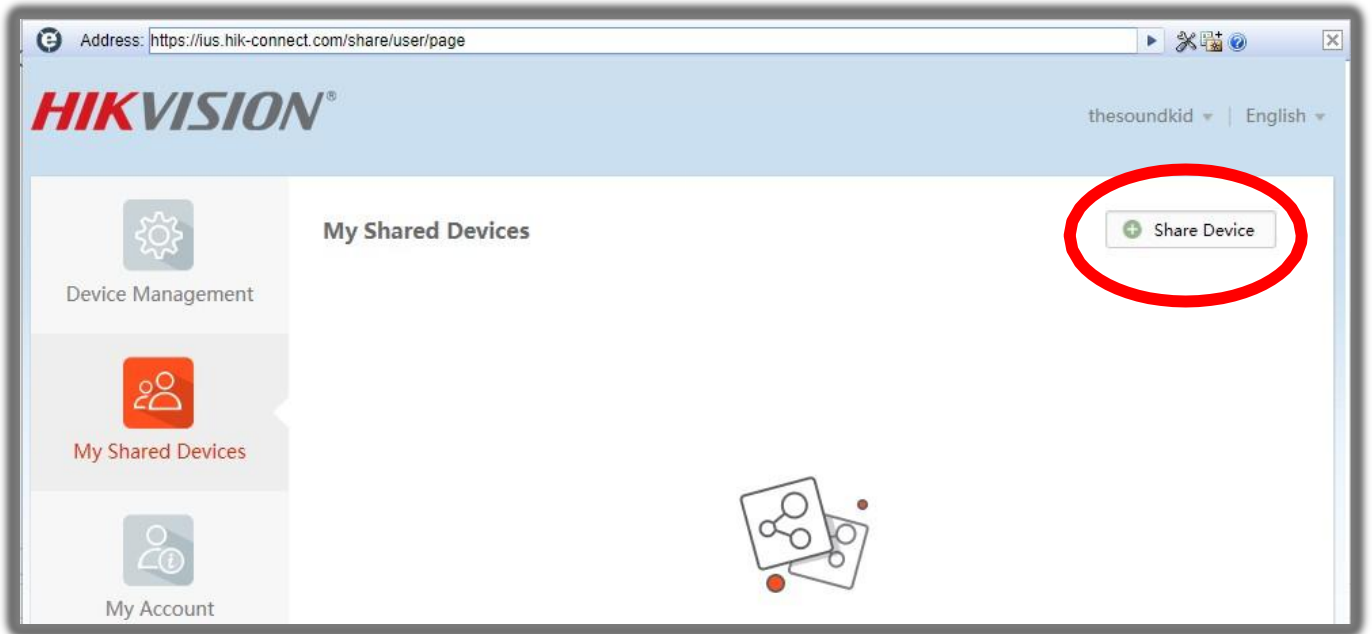 Address: https://ius.hik-connect.com/share/user/page
HIKVISION®
thesoundkid | English
My Shared Devices
Share Device
Device Management
My Shared Devices
My Account